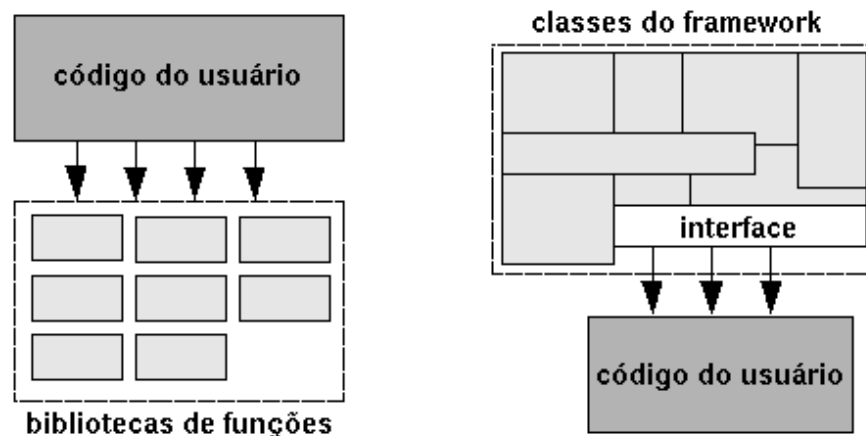 código do usuário
bibliotecas de funções
classes do framework
interface
código do usuário